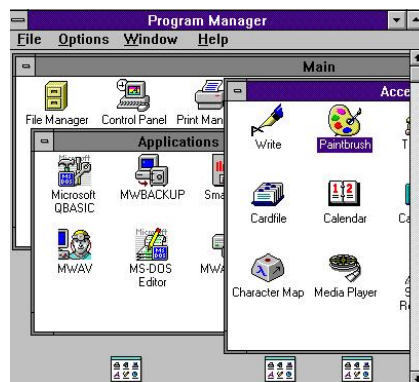 Program Manager
File Options Window Help
Main
File Manager
Control Panel
Print Man
Applications
Microsoft QBASIC
MWBACKUP
Sma
MWAV
MS-DOS Editor
MWA
Acce
Write
Paintbrush
T
Cardfile
Calendar
Ca
Character Map
Media Player
S
R